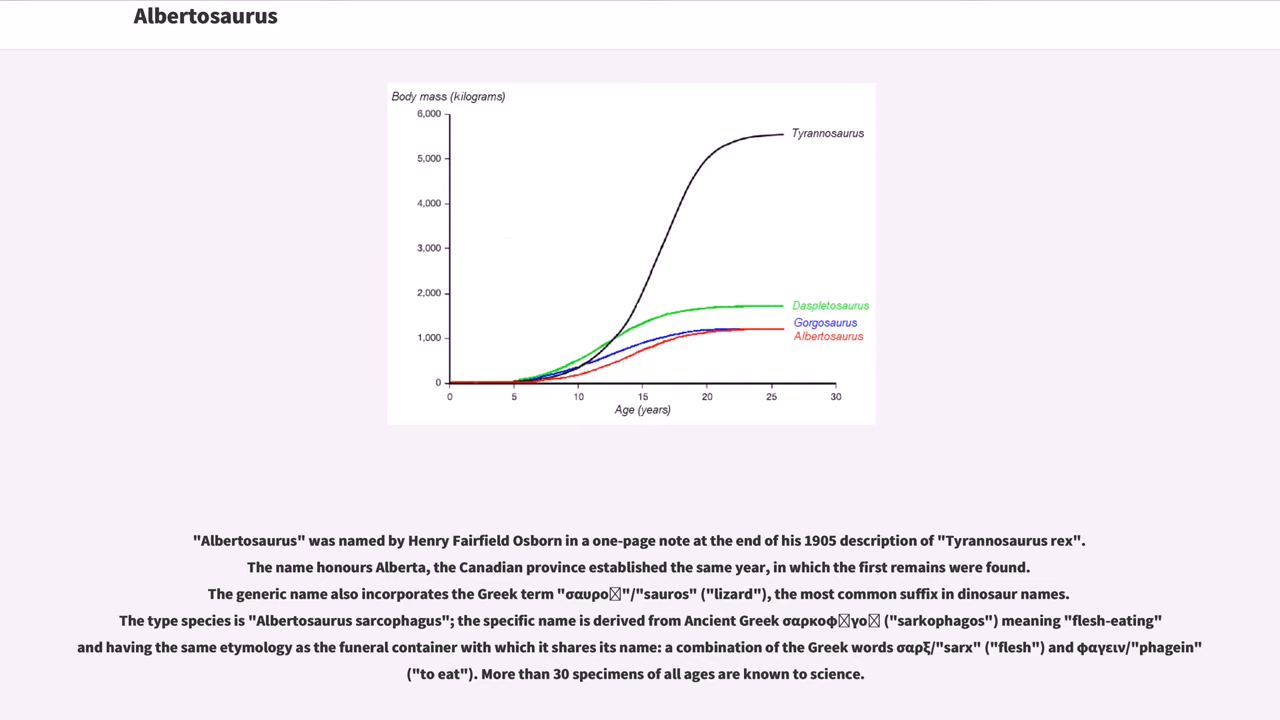 Albertosaurus
Body mass (kilograms)
6,000
5,000
4,000
3,000
2,000
1,000
0
Tyrannosaurus
Daspletosaurus
Gorgosaurus
Albertosaurus
0 5 10 15 20 25 30
Age (years)
"Albertosaurus" was named by Henry Fairfield Osborn in a one-page note at the end of his 1905 description of "Tyrannosaurus rex".
The name honours Alberta, the Canadian province established the same year, in which the first remains were found.
The generic name also incorporates the Greek term "σαυρο□"/"sauros" ("lizard"), the most common suffix in dinosaur names.
The type species is "Albertosaurus sarcophagus"; the specific name is derived from Ancient Greek σαρκοφ□γο□ ("sarkophagos") meaning "flesh-eating"
and having the same etymology as the funeral container with which it shares its name: a combination of the Greek words σαρξ/"sarx" ("flesh") and φαγειν/"phagein"
("to eat"). More than 30 specimens of all ages are known to science.